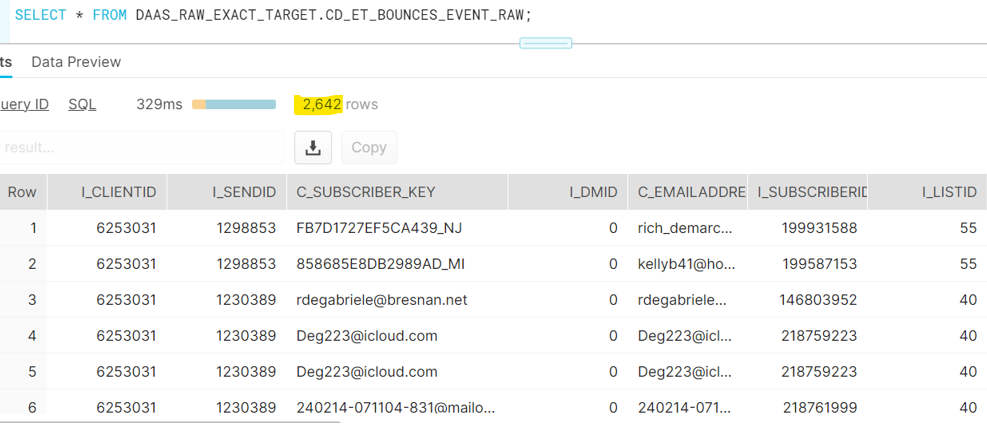 SELECT * FROM DAAS_RAW_EXACT_TARGET.CD_ET_BOUNCES_EVENT_RAW;
ts Data Preview
uery ID SQL 329ms 2,642 rows
result... Copy
Row I_CLIENTID I_SENDID C_SUBSCRIBER_KEY I_DMID C_EMAILADDRE I_SUBSCRIBERID I_LISTID
1 6253031 1298853 FB7D1727EF5CA439_NJ 0 rich_demarc... 199931588 55
2 6253031 1298853 858685E8DB2989AD_MI 0 kellyb41@ho... 199587153 55
3 6253031 1230389 rdegabriele@bresnan.net 0 rdegabriele... 146803952 40
4 6253031 1230389 Deg223@icloud.com 0 Deg223@icl... 218759223 40
5 6253031 1230389 Deg223@icloud.com 0 Deg223@icl... 218759223 40
6 6253031 1230389 240214-071104-831@mailo... 0 240214-071... 218761999 40